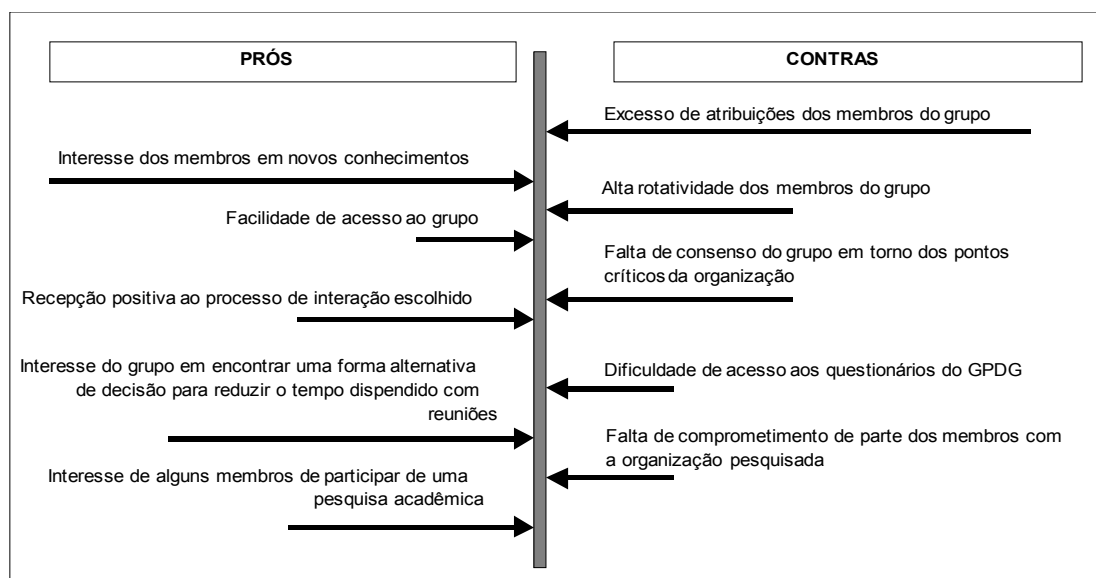 PRÓS
Interesse dos membros em novos conhecimentos
Facilidade de acesso ao grupo
Recepção positiva ao processo de interação escolhido
Interesse do grupo em encontrar uma forma alternativa
de decisão para reduzir o tempo dispendido com
reuniões
Interesse de alguns membros de participar de uma
pesquisa acadêmica
CONTRAS
Excesso de atribuições dos membros do grupo
Alta rotatividade dos membros do grupo
Falta de consenso do grupo em torno dos pontos
críticos da organização
Dificuldade de acesso aos questionários do GPDG
Falta de comprometimento de parte dos membros com
a organização pesquisada